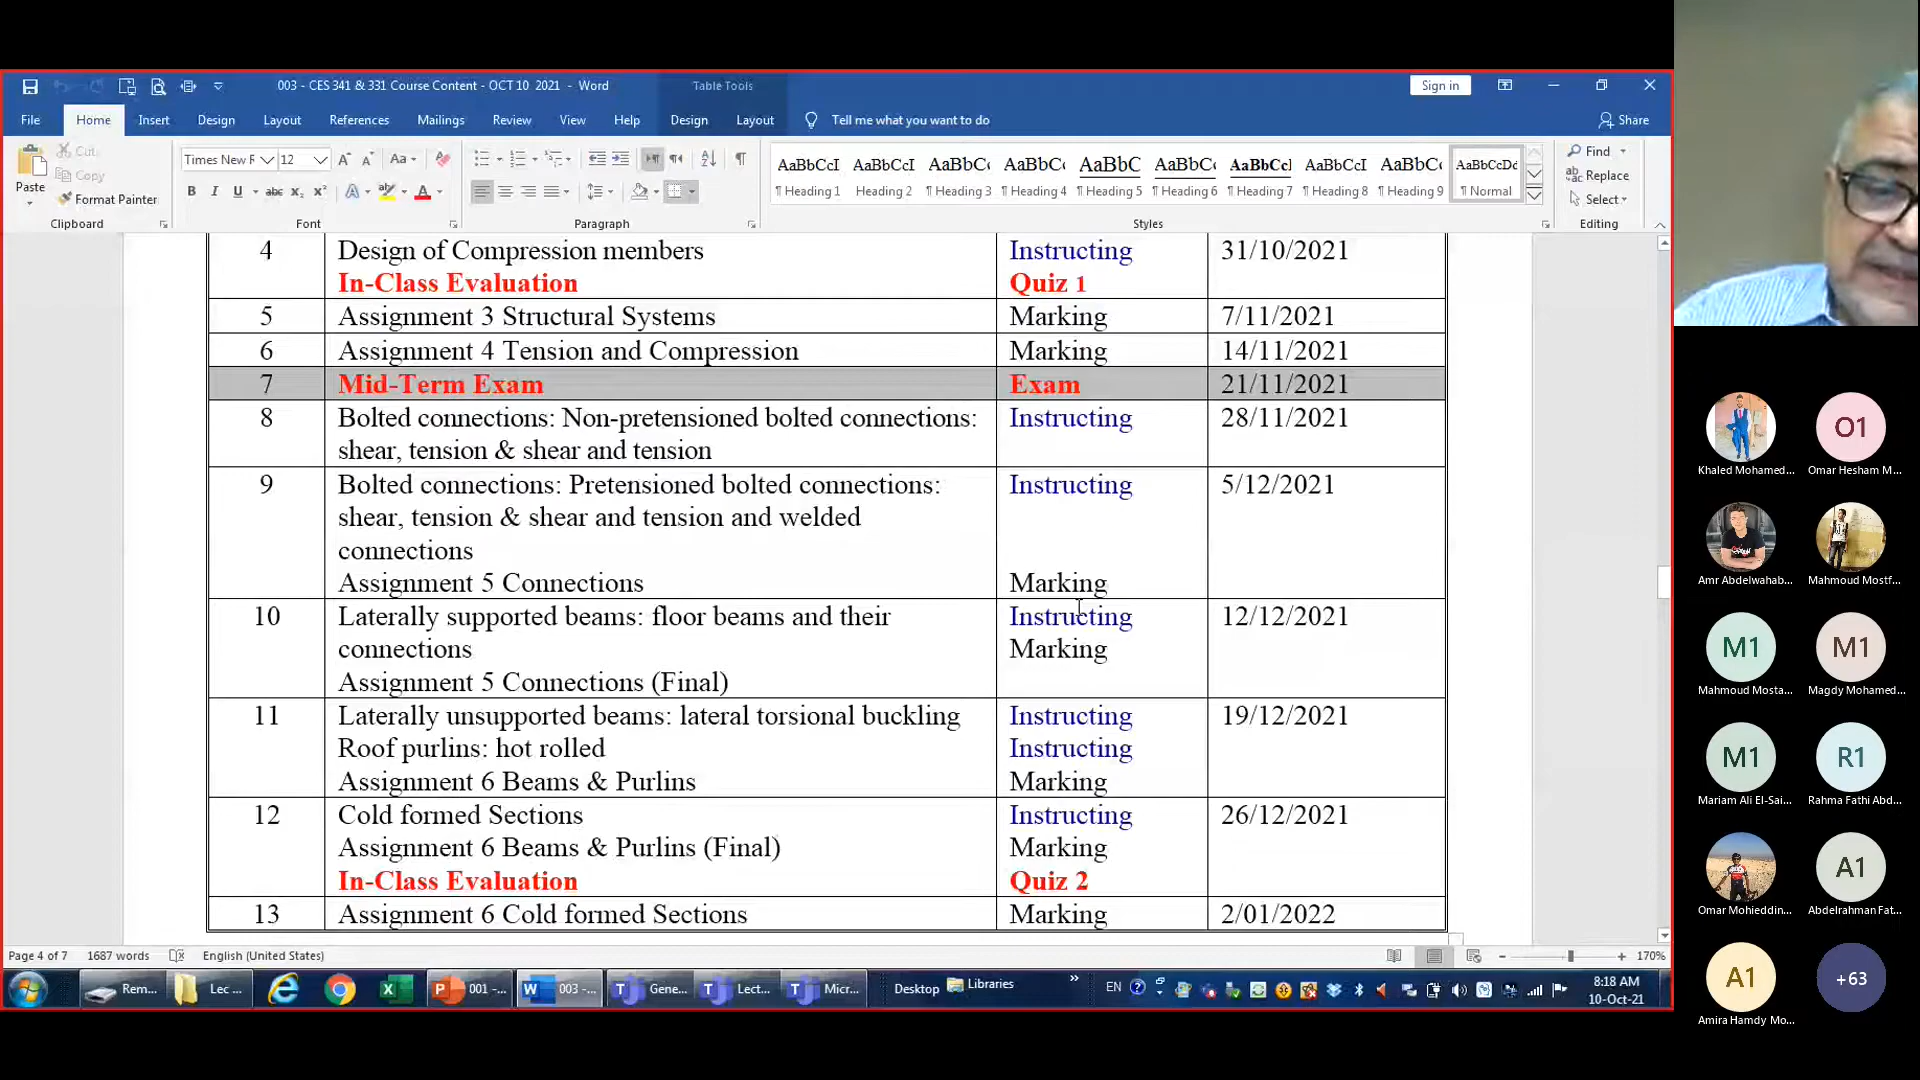 003 - CES 341 & 331 Course Content - OCT 10 2021 - Word
Table Tools
Sign in
File Home Insert Design Layout References Mailings Review View Help Design Layout Tell me what you want to do Share
Paste
Cut
Copy
Format Painter
Clipboard
Times New F 12
Font
Paragraph
AaBbCcI AaBbCcI AaBbCc AaBbCc AaBbC AaBbCc AaBbCcI AaBbCcI AaBbCc AaBbCcDc
¶ Heading 1 Heading 2 ¶ Heading 3 ¶ Heading 4 ¶ Heading 5 ¶ Heading 6 ¶ Heading 7 ¶ Heading 8 ¶ Heading 9 ¶ Normal
Styles
Find
Replace
Select
Editing
4 Design of Compression members Instructing 31/10/2021
In-Class Evaluation Quiz 1
5 Assignment 3 Structural Systems Marking 7/11/2021
6 Assignment 4 Tension and Compression Marking 14/11/2021
7 Mid-Term Exam Exam 21/11/2021
8 Bolted connections: Non-pretensioned bolted connections: Instructing 28/11/2021
shear, tension & shear and tension
9 Bolted connections: Pretensioned bolted connections: Instructing 5/12/2021
shear, tension & shear and tension and welded
connections
Assignment 5 Connections Marking
10 Laterally supported beams: floor beams and their Instructing 12/12/2021
connections Marking
Assignment 5 Connections (Final)
11 Laterally unsupported beams: lateral torsional buckling Instructing 19/12/2021
Roof purlins: hot rolled Instructing
Assignment 6 Beams & Purlins Marking
12 Cold formed Sections Instructing 26/12/2021
Assignment 6 Beams & Purlins (Final) Marking
In-Class Evaluation Quiz 2
13 Assignment 6 Cold formed Sections Marking 2/01/2022
Page 4 of 7 1687 words English (United States) 170%
Rem... Lec ... 001 -... 003 -... Gene... Lect... Micr... Desktop Libraries EN 8:18 AM
10-Oct-21
O1
Khaled Mohamed... Omar Hesham M...
Amr Abdelwahab... Mahmoud Mostf...
M1 M1
Mahmoud Mosta... Magdy Mohamed...
M1 R1
Mariam Ali El-Sai... Rahma Fathi Abd...
A1
Omar Mohieddin... Abdelrahman Fat...
A1 +63
Amira Hamdy Mo...